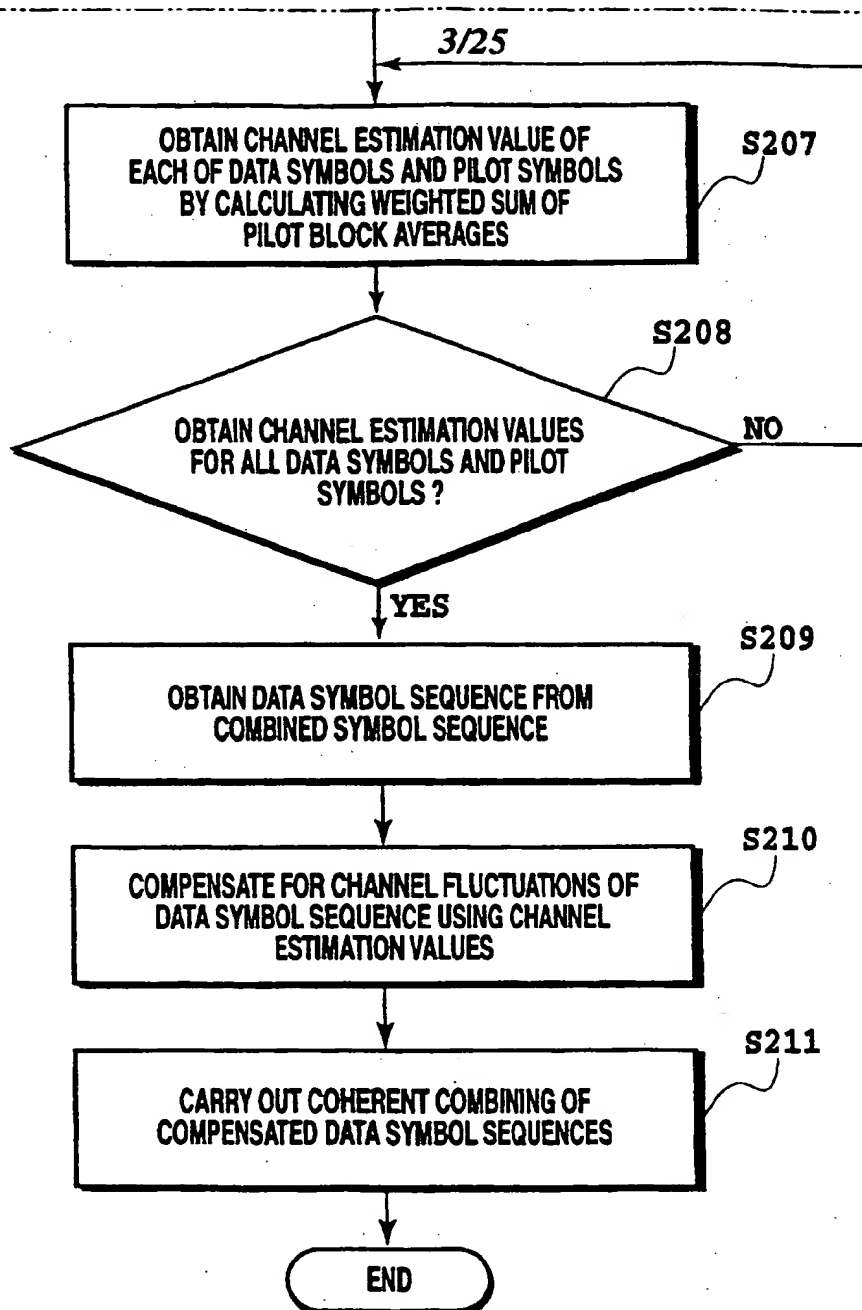 3/25
OBTAIN CHANNEL ESTIMATION VALUE OF
EACH OF DATA SYMBOLS AND PILOT SYMBOLS
BY CALCULATING WEIGHTED SUM OF
PILOT BLOCK AVERAGES
S207
S208
OBTAIN CHANNEL ESTIMATION VALUES
FOR ALL DATA SYMBOLS AND PILOT
SYMBOLS ?
NO
YES
S209
OBTAIN DATA SYMBOL SEQUENCE FROM
COMBINED SYMBOL SEQUENCE
S210
COMPENSATE FOR CHANNEL FLUCTUATIONS OF
DATA SYMBOL SEQUENCE USING CHANNEL
ESTIMATION VALUES
S211
CARRY OUT COHERENT COMBINING OF
COMPENSATED DATA SYMBOL SEQUENCES
END